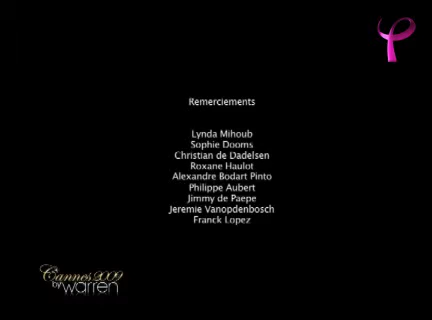 Remerciements
Lynda Mihoub
Sophie Dooms
Christian de Dadelsen
Roxane Haulot
Alexandre Bodart Pinto
Philippe Aubert
Jimmy de Paepe
Jeremie Vanopdenbosch
Franck Lopez
Cannes 2009
by warren